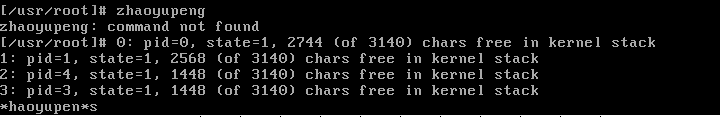 [/usr/root]# zhaoyupeng
zhaoyupeng: command not found
[/usr/root]# 0: pid=0, state=1, 2744 (of 3140) chars free in kernel stack
1: pid=1, state=1, 2568 (of 3140) chars free in kernel stack
2: pid=4, state=1, 1448 (of 3140) chars free in kernel stack
3: pid=3, state=1, 1448 (of 3140) chars free in kernel stack
*haoyupen*s